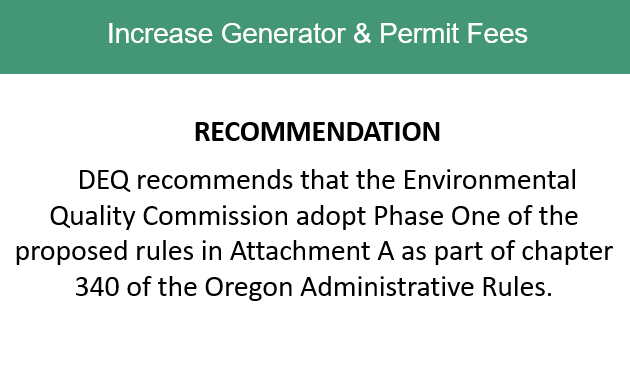 Increase Generator & Permit Fees
RECOMMENDATION
DEQ recommends that the Environmental
Quality Commission adopt Phase One of the
proposed rules in Attachment A as part of chapter
340 of the Oregon Administrative Rules.